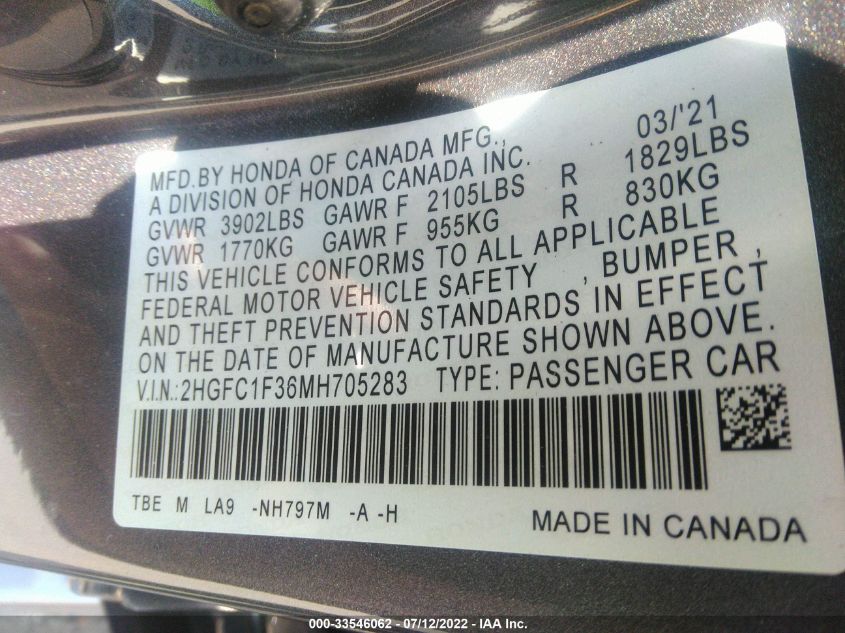 MFD.BY HONDA OF CANADA MFG., 03/'21
A DIVISION OF HONDA CANADA INC.
GVWR 3902LBS GAWR F 2105LBS R 1829LBS
GVWR 1770KG GAWR F 955KG R 830KG
THIS VEHICLE CONFORMS TO ALL APPLICABLE
FEDERAL MOTOR VEHICLE SAFETY , BUMPER ,
AND THEFT PREVENTION STANDARDS IN EFFECT
ON THE DATE OF MANUFACTURE SHOWN ABOVE.
V.I.N.:2HGFC1F36MH705283 TYPE: PASSENGER CAR
TBE M LA9 -NH797M -A -H
MADE IN CANADA
000-33546062 - 07/12/2022 - IAA Inc.